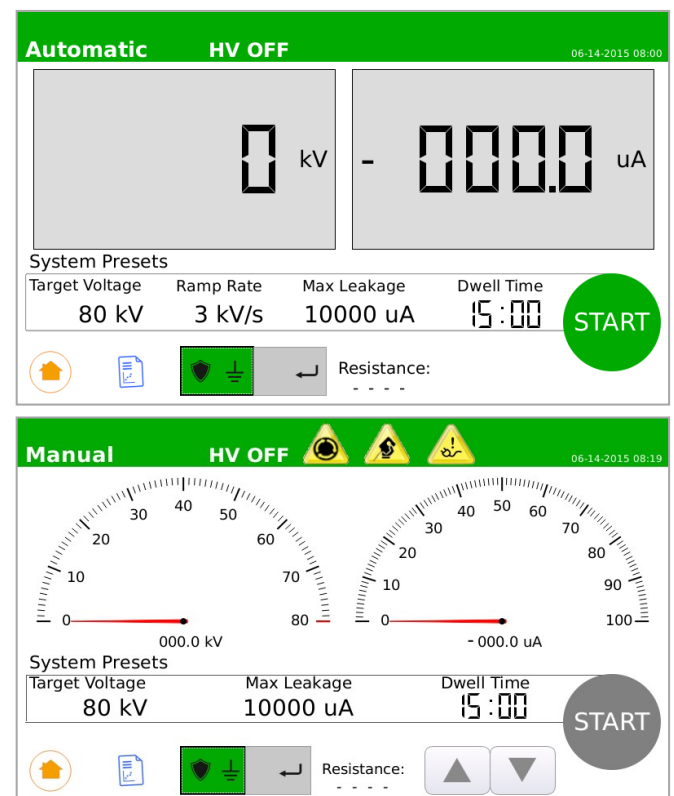 Automatic HV OFF 06-14-2015 08:00
0 kV - 000.0 uA
System Presets
Target Voltage Ramp Rate Max Leakage Dwell Time
80 kV 3 kV/s 10000 uA 15:00
START
Resistance:
- - - -
Manual HV OFF 06-14-2015 08:19
0 10 20 30 40 50 60 70 80
000.0 kV
0 10 20 30 40 50 60 70 80 90 100
- 000.0 uA
System Presets
Target Voltage Max Leakage Dwell Time
80 kV 10000 uA 15:00
START
Resistance:
- - - -